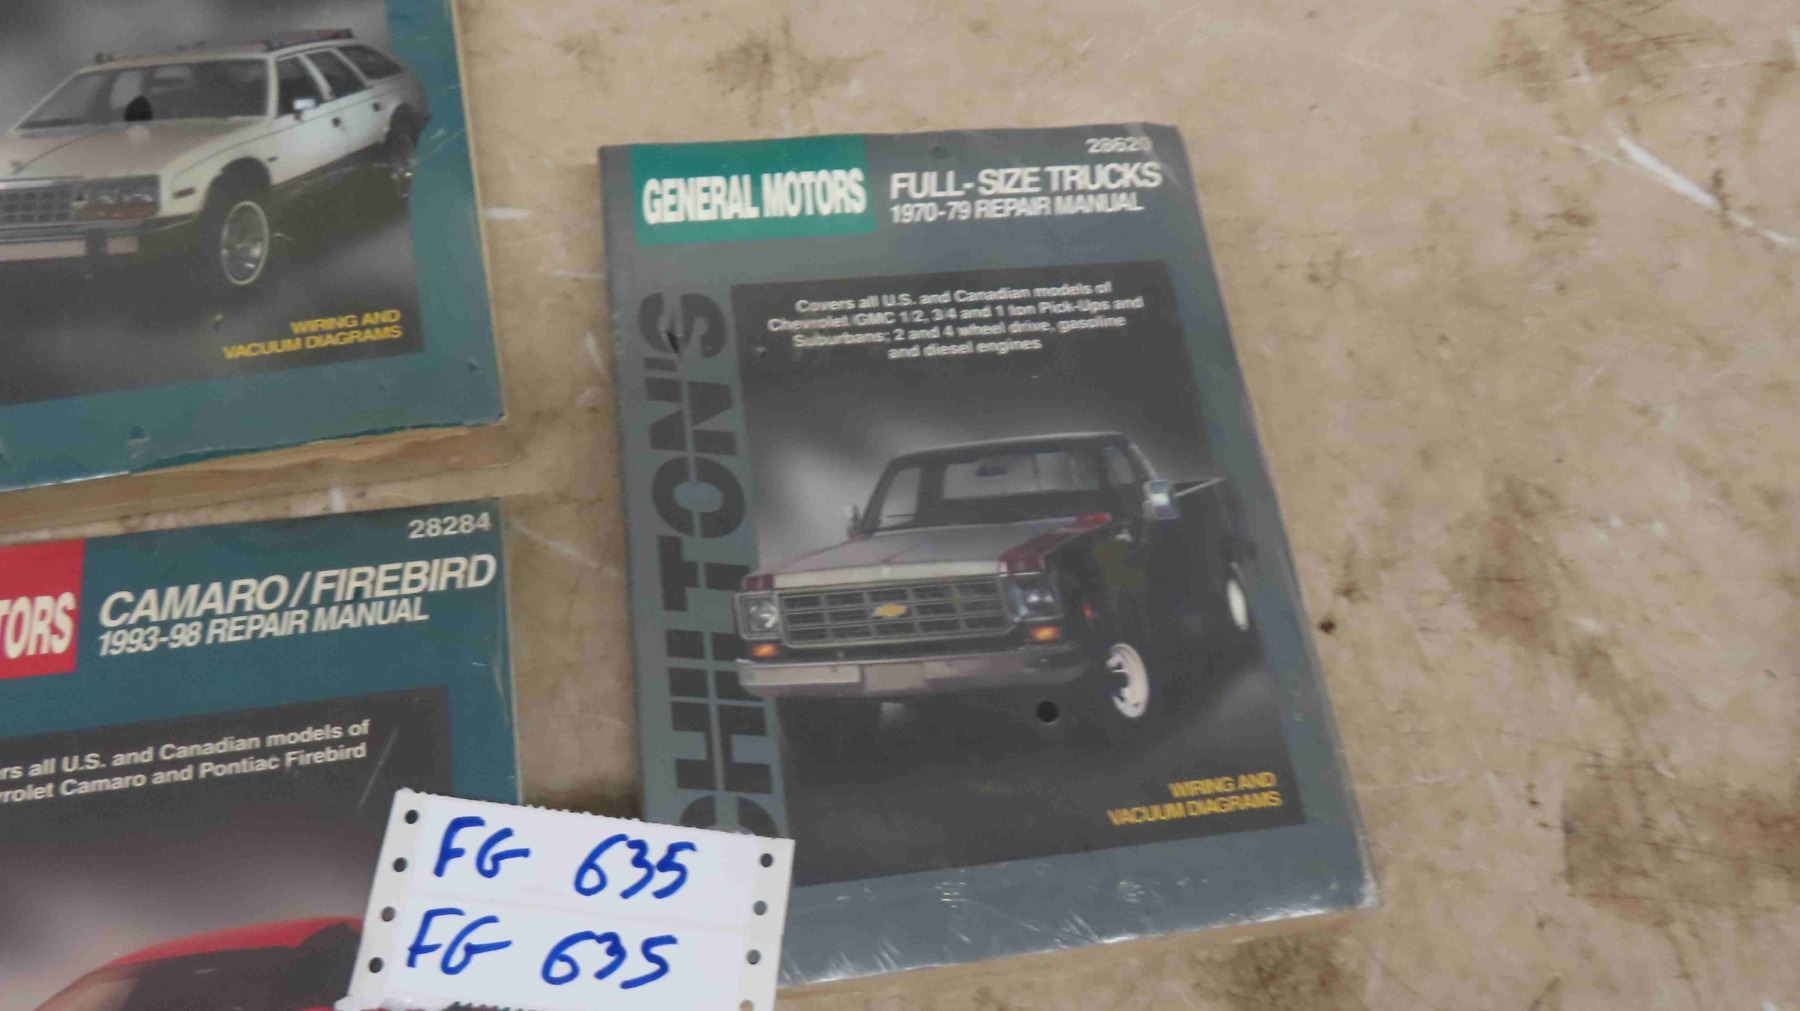 WIRING AND
VACUUM DIAGRAMS
28284
TORS
CAMARO/FIREBIRD
1993-98 REPAIR MANUAL
rs all U.S. and Canadian models of
rolet Camaro and Pontiac Firebird
FG 635
FG 635
28620
GENERAL MOTORS
FULL-SIZE TRUCKS
1970-79 REPAIR MANUAL
CHILTON'S
Covers all U.S. and Canadian models of
Chevrolet/GMC 1/2, 3/4 and 1 ton Pick-Ups and
Suburbans; 2 and 4 wheel drive, gasoline
and diesel engines
WIRING AND
VACUUM DIAGRAMS